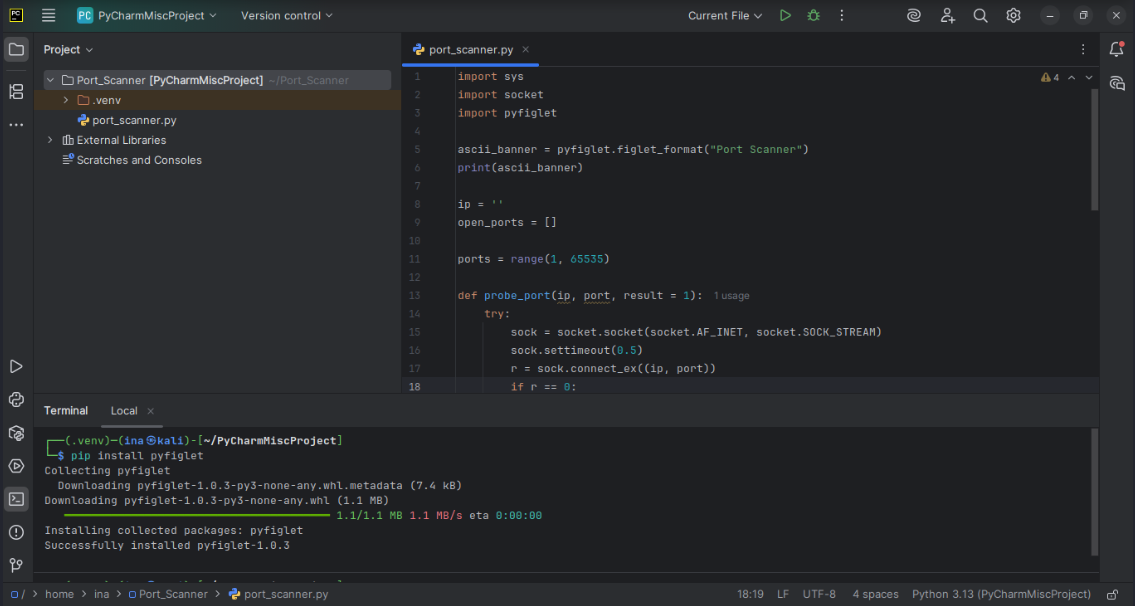 PC
PC PyCharmMiscProject
Version control
Current File
Project
port_scanner.py
Port_Scanner [PyCharmMiscProject] ~/Port_Scanner
.venv
port_scanner.py
External Libraries
Scratches and Consoles
4
1 import sys
2 import socket
3 import pyfiglet
4
5 ascii_banner = pyfiglet.figlet_format("Port Scanner")
6 print(ascii_banner)
7
8 ip = ''
9 open_ports = []
10
11 ports = range(1, 65535)
12
13 def probe_port(ip, port, result = 1): 1 usage
14 try:
15 sock = socket.socket(socket.AF_INET, socket.SOCK_STREAM)
16 sock.settimeout(0.5)
17 r = sock.connect_ex((ip, port))
18 if r == 0:
Terminal
Local
┌──(.venv)─(ina㉿kali)-[~/PyCharmMiscProject]
└─$ pip install pyfiglet
Collecting pyfiglet
Downloading pyfiglet-1.0.3-py3-none-any.whl.metadata (7.4 kB)
Downloading pyfiglet-1.0.3-py3-none-any.whl (1.1 MB)
1.1/1.1 MB 1.1 MB/s eta 0:00:00
Installing collected packages: pyfiglet
Successfully installed pyfiglet-1.0.3
/ > home > ina > Port_Scanner > port_scanner.py
18:19 LF UTF-8 4 spaces Python 3.13 (PyCharmMiscProject)